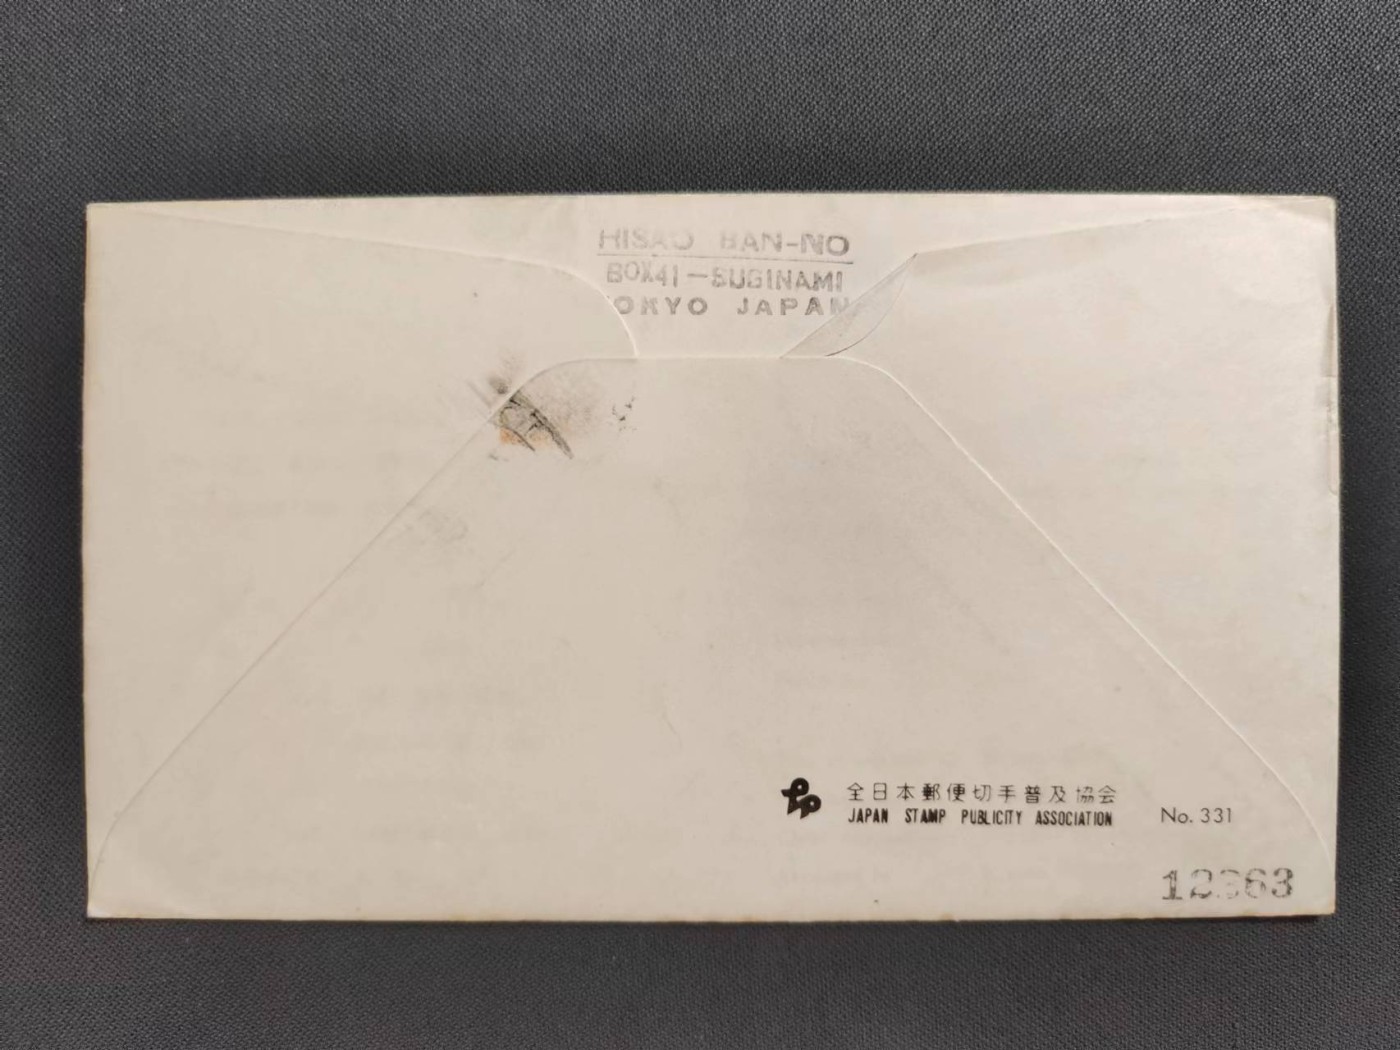 HISAO BAN-NO
BOX41-SUGINAMI
TOKYO JAPAN
全日本郵便切手普及協会
JAPAN STAMP PUBLICITY ASSOCIATION
No. 331